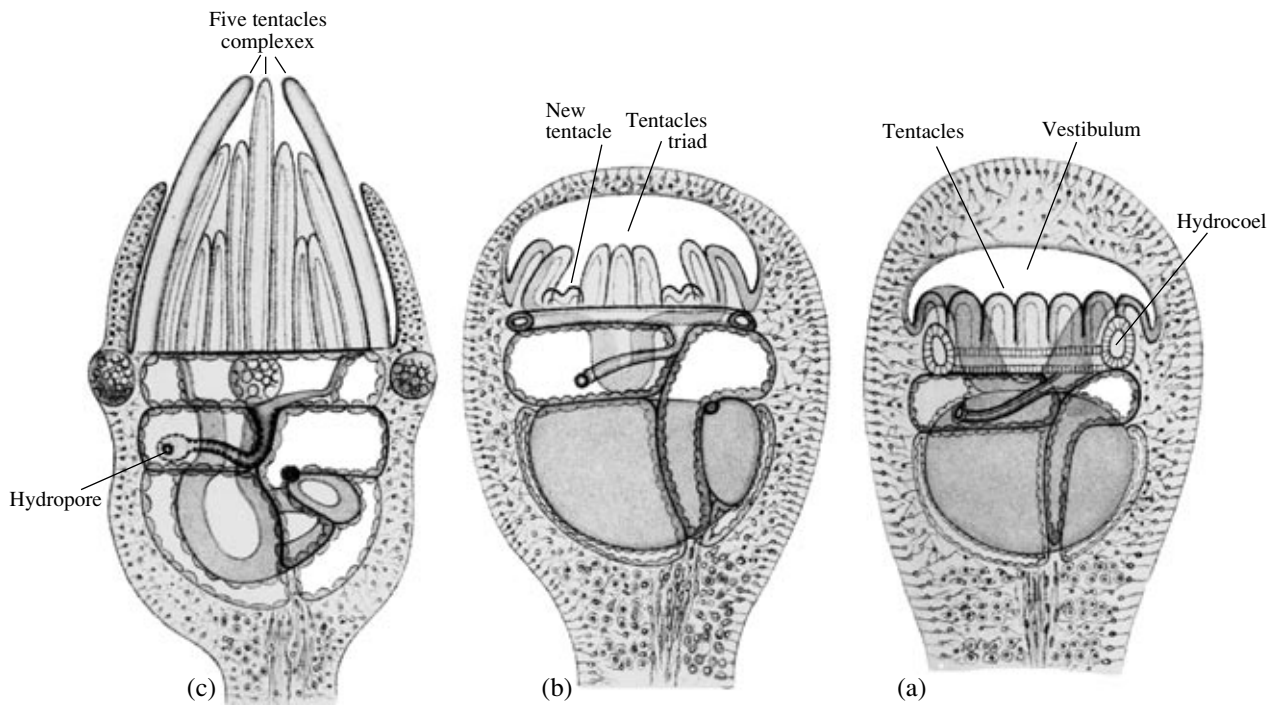 Five tentacles
complexex
Hydropore
(c)
New
tentacle
Tentacles
triad
(b)
Tentacles
Vestibulum
Hydrocoel
(a)